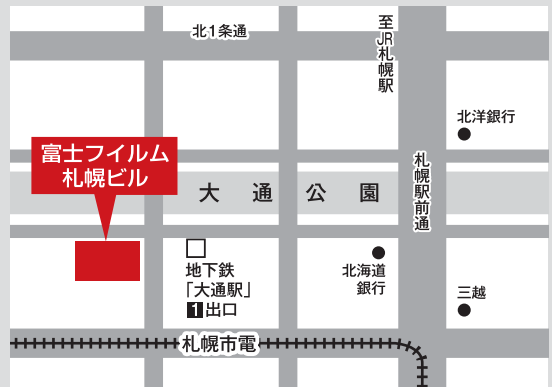 北1条通
至JR札幌駅
北洋銀行
富士フイルム
札幌ビル
札幌駅前通
大通公園
地下鉄
「大通駅」
1出口
北海道
銀行
三越
札幌市電